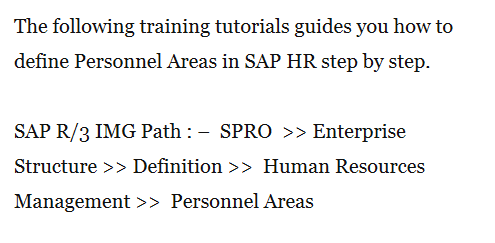 The following training tutorials guides you how to
define Personnel Areas in SAP HR step by step.
SAP R/3 IMG Path : –  SPRO  >> Enterprise
Structure >> Definition >>  Human Resources
Management >>  Personnel Areas